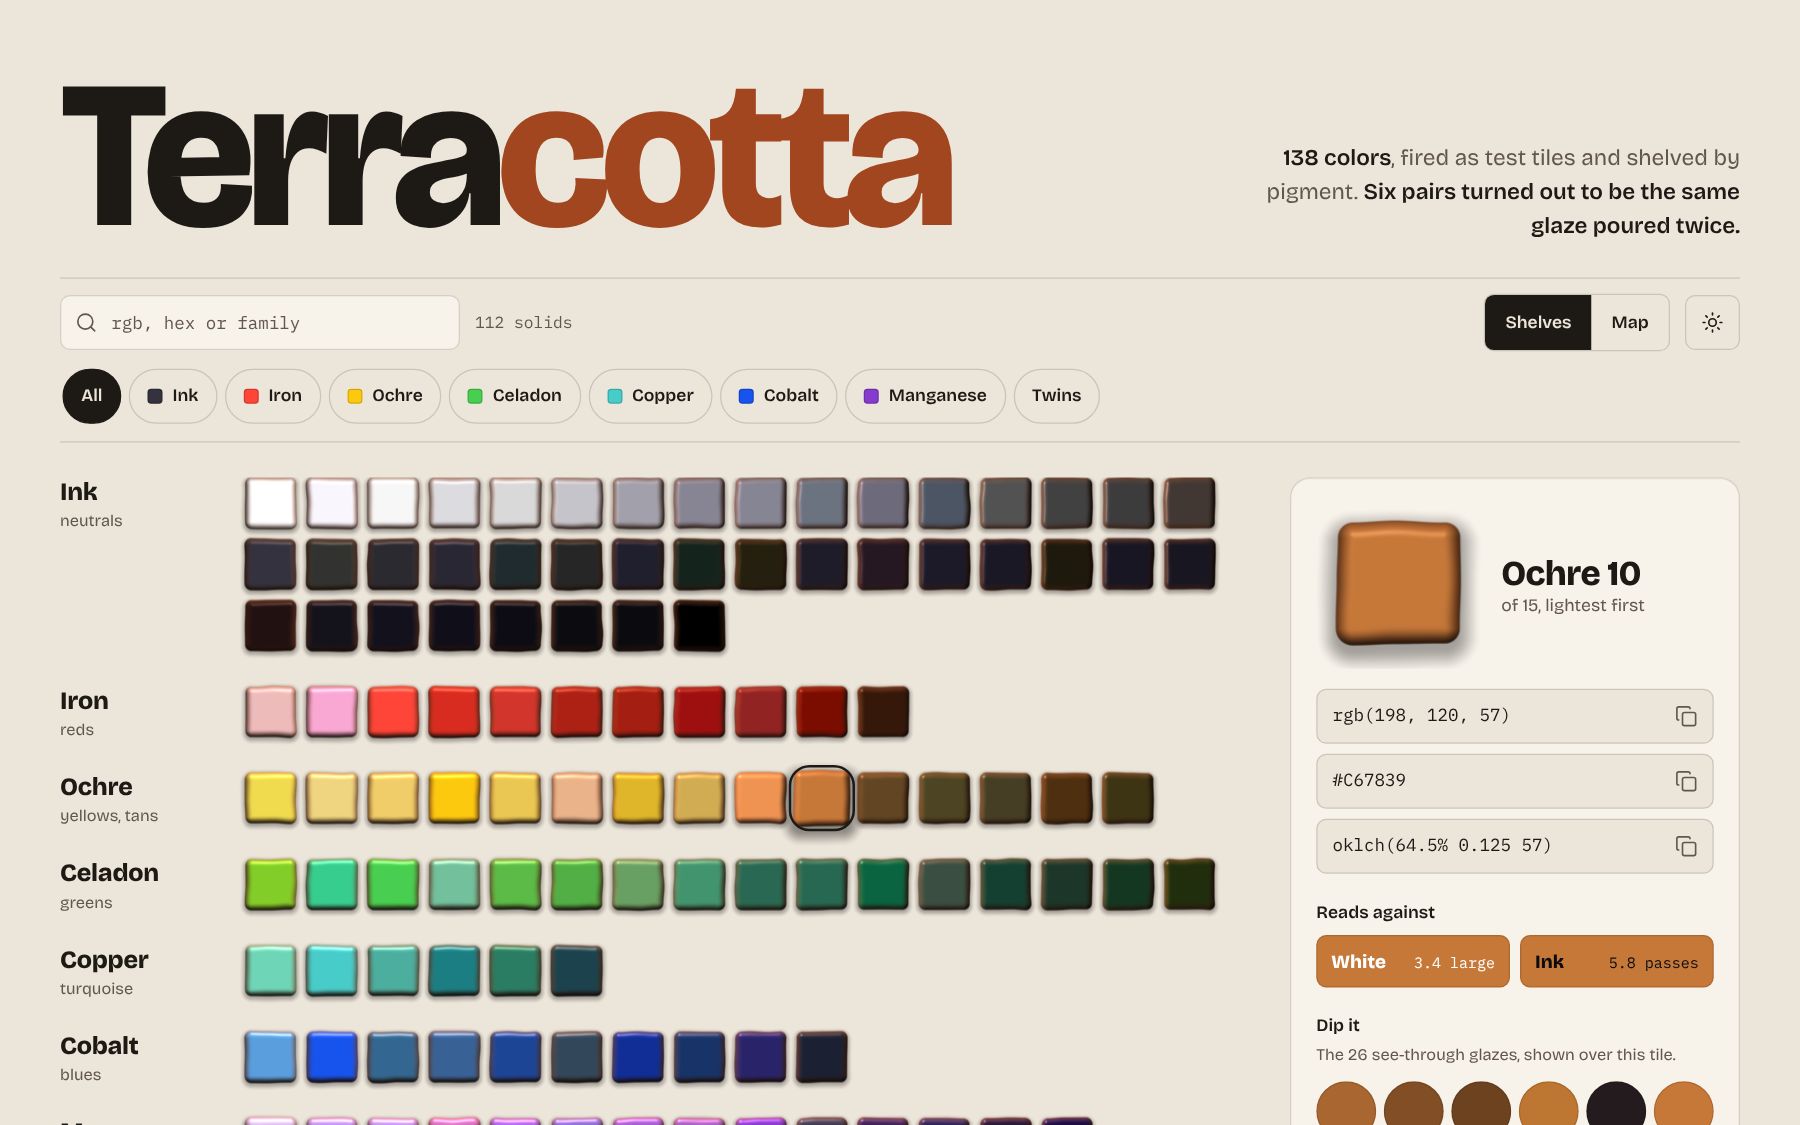 Terracotta
138 colors, fired as test tiles and shelved by
pigment. Six pairs turned out to be the same
glaze poured twice.
rgb, hex or family
112 solids
Shelves
Map
All
Ink
Iron
Ochre
Celadon
Copper
Cobalt
Manganese
Twins
Ink
neutrals
Iron
reds
Ochre
yellows, tans
Celadon
greens
Copper
turquoise
Cobalt
blues
Ochre 10
of 15, lightest first
rgb(198, 120, 57)
#C67839
oklch(64.5% 0.125 57)
Reads against
White 3.4 large
Ink 5.8 passes
Dip it
The 26 see-through glazes, shown over this tile.